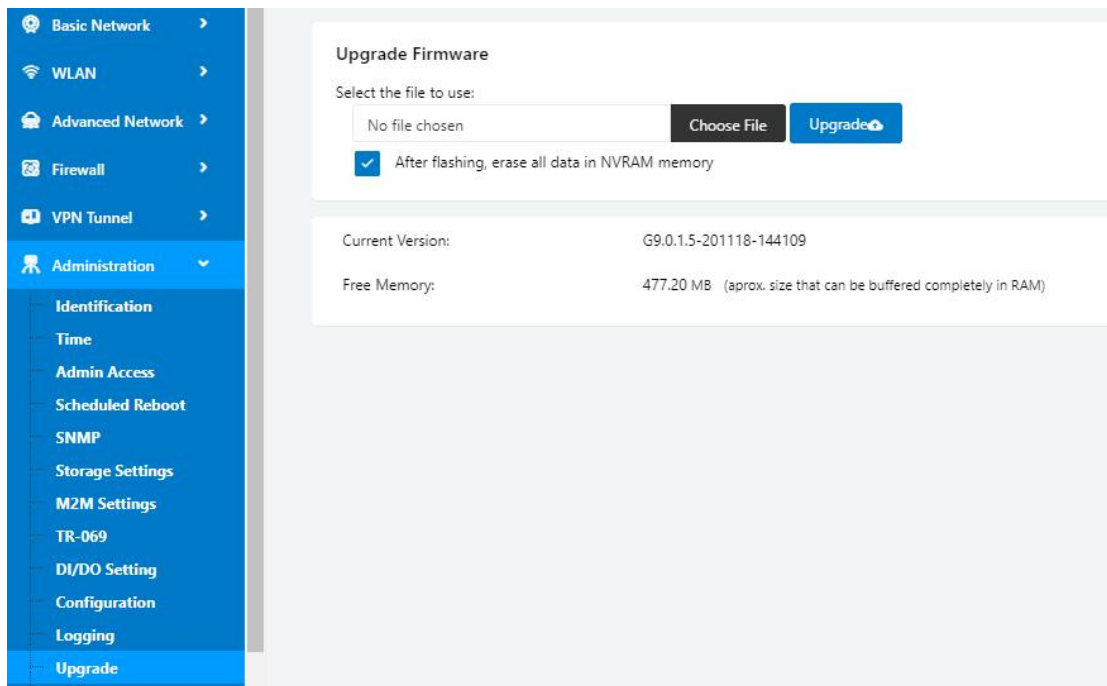 Basic Network
WLAN
Advanced Network
Firewall
VPN Tunnel
Administration
Identification
Time
Admin Access
Scheduled Reboot
SNMP
Storage Settings
M2M Settings
TR-069
DI/DO Setting
Configuration
Logging
Upgrade
Upgrade Firmware
Select the file to use:
No file chosen Choose File Upgrade
After flashing, erase all data in NVRAM memory
Current Version: G9.0.1.5-201118-144109
Free Memory: 477.20 MB (aprox. size that can be buffered completely in RAM)